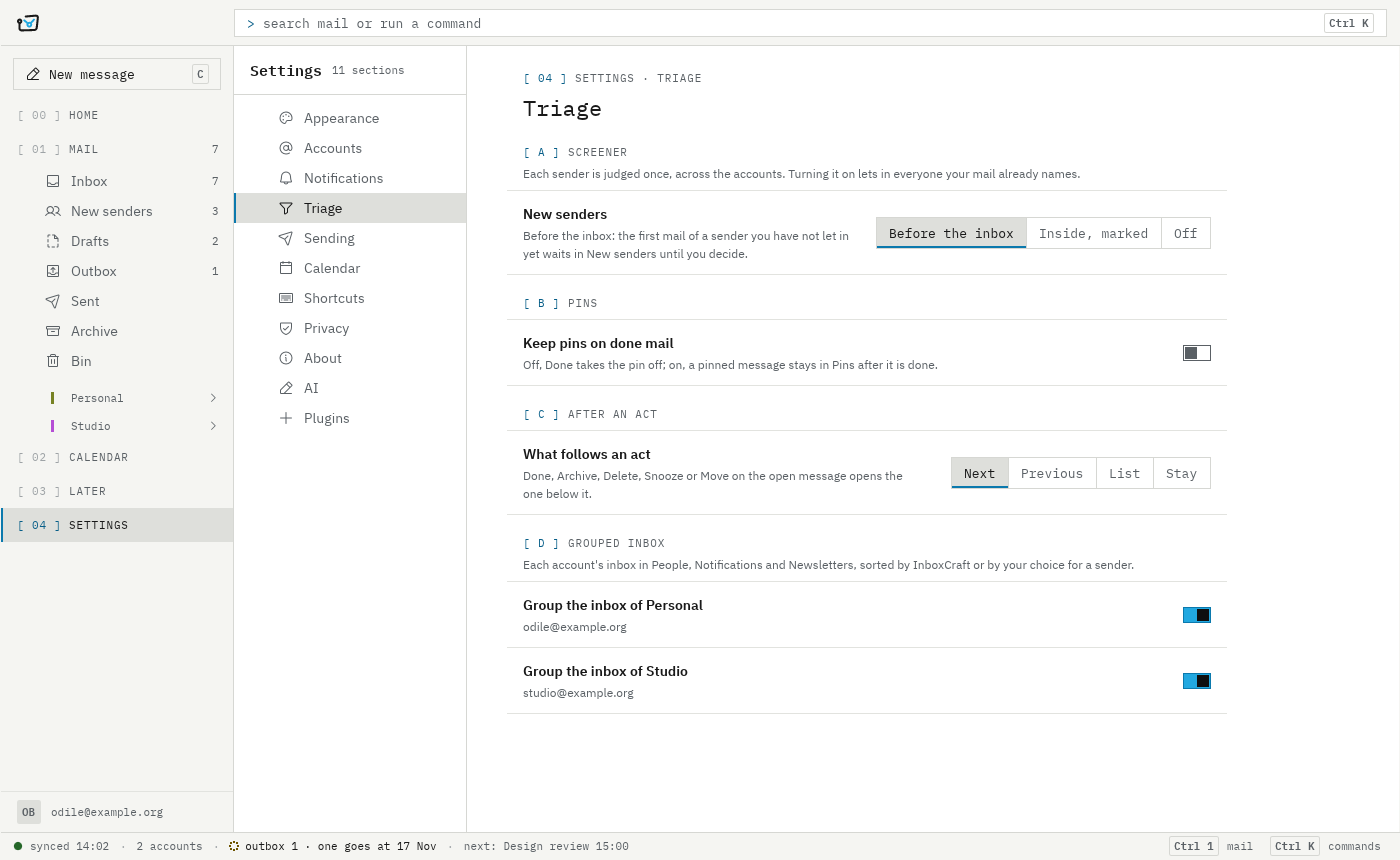 > search mail or run a command
Ctrl K
New message
C
[ 00 ] HOME
[ 01 ] MAIL 7
Inbox 7
New senders 3
Drafts 2
Outbox 1
Sent
Archive
Bin
Personal
Studio
[ 02 ] CALENDAR
[ 03 ] LATER
[ 04 ] SETTINGS
OB odile@example.org
Settings 11 sections
Appearance
Accounts
Notifications
Triage
Sending
Calendar
Shortcuts
Privacy
About
AI
Plugins
[ 04 ] SETTINGS · TRIAGE
Triage
[ A ] SCREENER
Each sender is judged once, across the accounts. Turning it on lets in everyone your mail already names.
New senders
Before the inbox: the first mail of a sender you have not let in
yet waits in New senders until you decide.
Before the inbox Inside, marked Off
[ B ] PINS
Keep pins on done mail
Off, Done takes the pin off; on, a pinned message stays in Pins after it is done.
[ C ] AFTER AN ACT
What follows an act
Done, Archive, Delete, Snooze or Move on the open message opens the
one below it.
Next Previous List Stay
[ D ] GROUPED INBOX
Each account's inbox in People, Notifications and Newsletters, sorted by InboxCraft or by your choice for a sender.
Group the inbox of Personal
odile@example.org
Group the inbox of Studio
studio@example.org
synced 14:02 · 2 accounts · outbox 1 · one goes at 17 Nov · next: Design review 15:00
Ctrl 1 mail Ctrl K commands